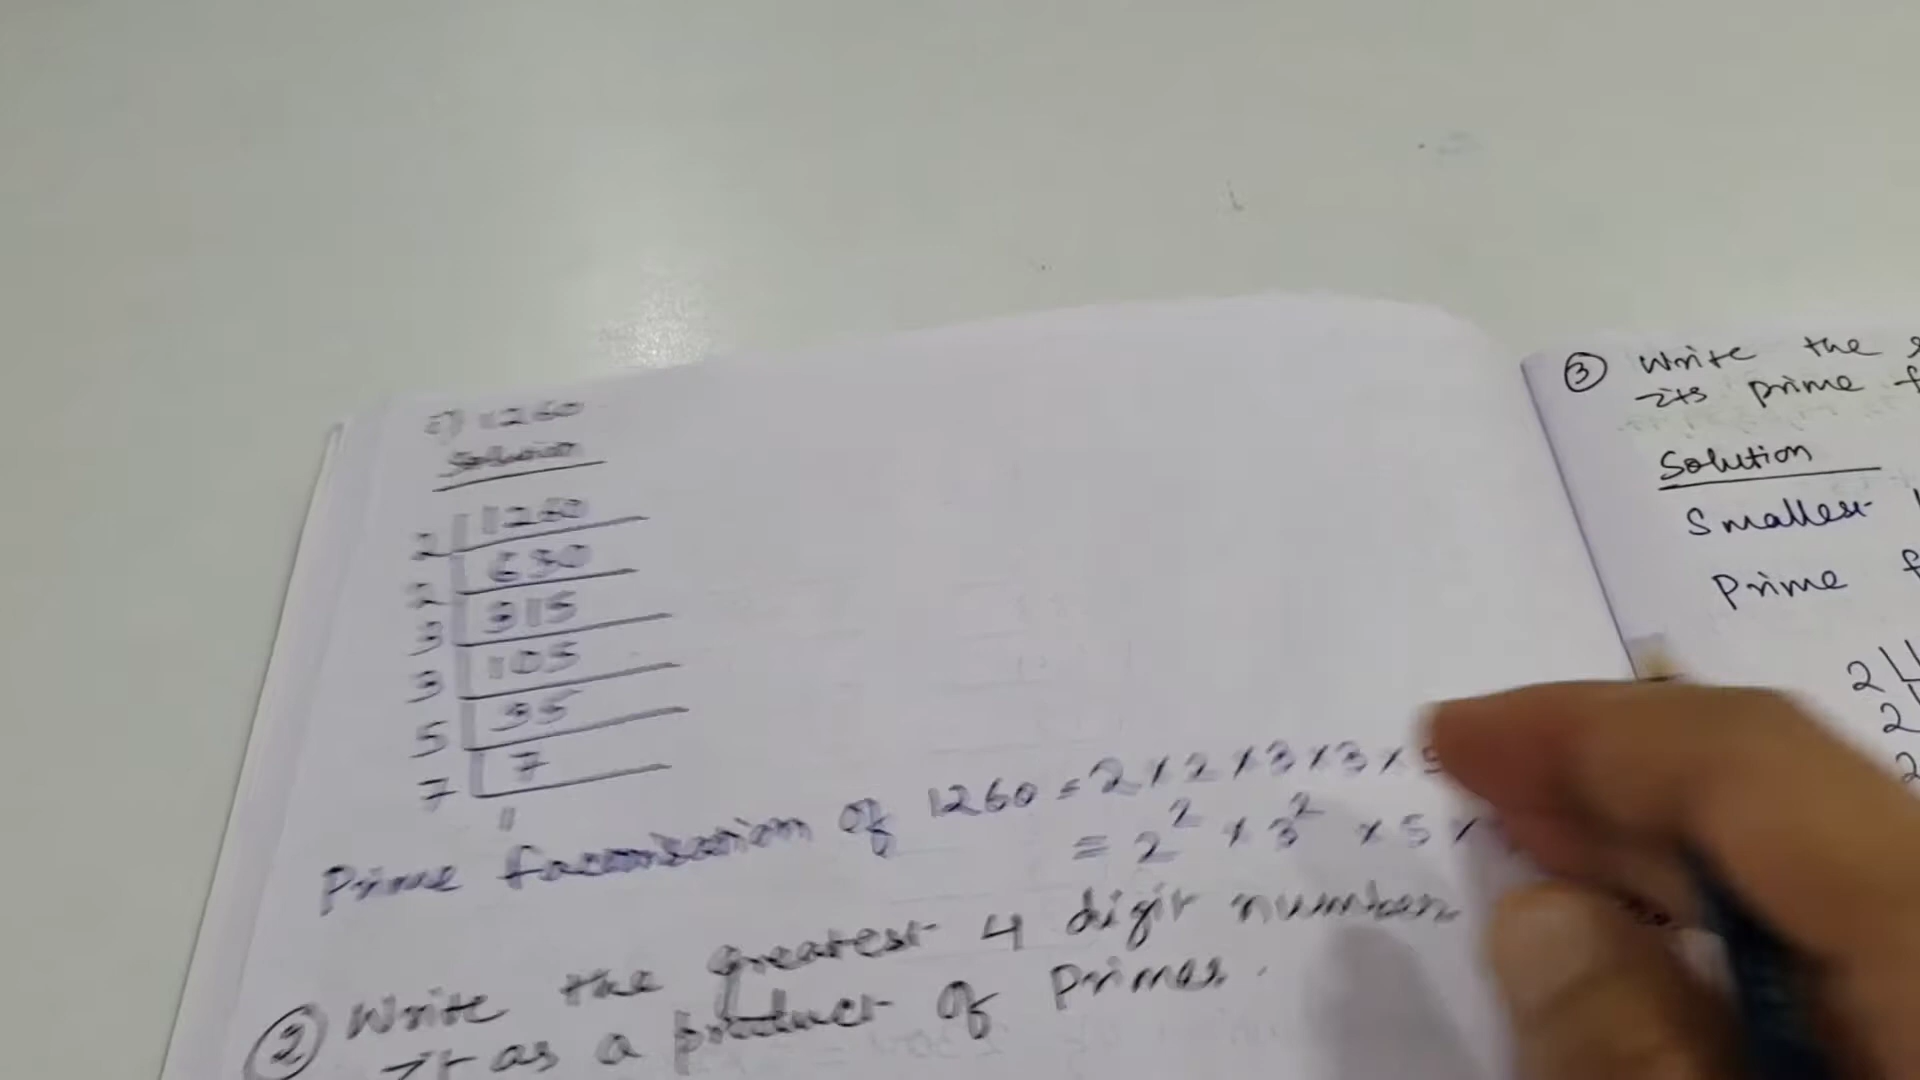 1260
Solution
2 | 1260
2 | 630
3 | 315
3 | 105
5 | 35
7 | 7
1
Prime factorisation of 1260 = 2 × 2 × 3 × 3 × 5
= 2² × 3² × 5 ×
② Write the greatest 4 digit number
it as a product of primes.
③ Write the
its prime
Solution
Smallest
Prime
2
2
2